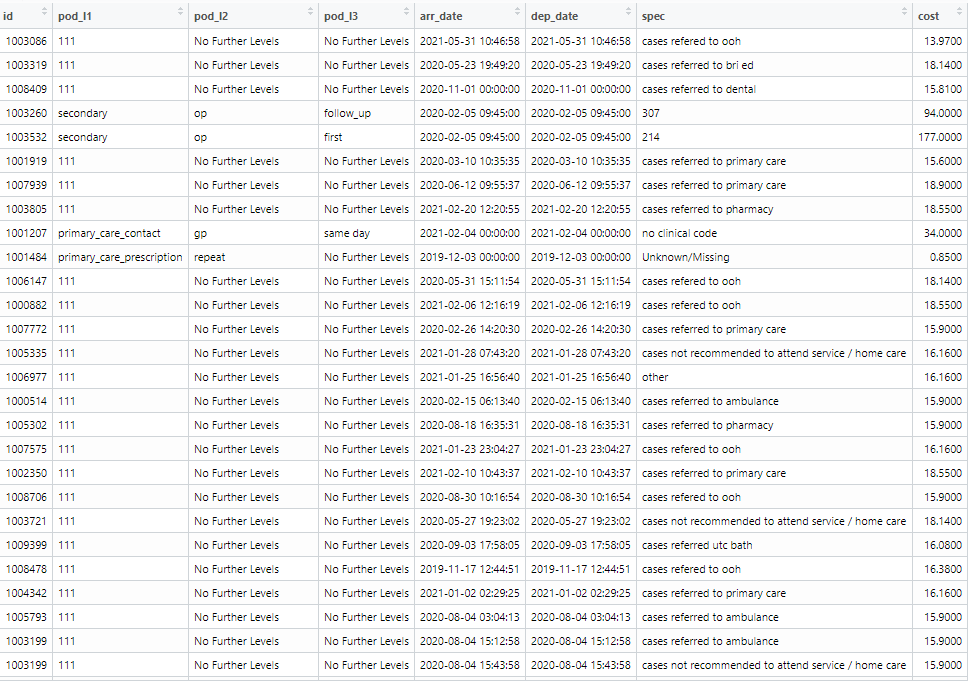 id pod_l1 pod_l2 pod_l3 arr_date dep_date spec cost
1003086 111 No Further Levels No Further Levels 2021-05-31 10:46:58 2021-05-31 10:46:58 cases refered to ooh 13.9700
1003319 111 No Further Levels No Further Levels 2020-05-23 19:49:20 2020-05-23 19:49:20 cases referred to bri ed 18.1400
1008409 111 No Further Levels No Further Levels 2020-11-01 00:00:00 2020-11-01 00:00:00 cases referred to dental 15.8100
1003260 secondary op follow_up 2020-02-05 09:45:00 2020-02-05 09:45:00 307 94.0000
1003532 secondary op first 2020-02-05 09:45:00 2020-02-05 09:45:00 214 177.0000
1001919 111 No Further Levels No Further Levels 2020-03-10 10:35:35 2020-03-10 10:35:35 cases referred to primary care 15.6000
1007939 111 No Further Levels No Further Levels 2020-06-12 09:55:37 2020-06-12 09:55:37 cases referred to primary care 18.9000
1003805 111 No Further Levels No Further Levels 2021-02-20 12:20:55 2021-02-20 12:20:55 cases referred to pharmacy 18.5500
1001207 primary_care_contact gp same day 2021-02-04 00:00:00 2021-02-04 00:00:00 no clinical code 34.0000
1001484 primary_care_prescription repeat No Further Levels 2019-12-03 00:00:00 2019-12-03 00:00:00 Unknown/Missing 0.8500
1006147 111 No Further Levels No Further Levels 2020-05-31 15:11:54 2020-05-31 15:11:54 cases refered to ooh 18.1400
1000882 111 No Further Levels No Further Levels 2021-02-06 12:16:19 2021-02-06 12:16:19 cases refered to ooh 18.5500
1007772 111 No Further Levels No Further Levels 2020-02-26 14:20:30 2020-02-26 14:20:30 cases referred to primary care 15.9000
1005335 111 No Further Levels No Further Levels 2021-01-28 07:43:20 2021-01-28 07:43:20 cases not recommended to attend service / home care 16.1600
1006977 111 No Further Levels No Further Levels 2021-01-25 16:56:40 2021-01-25 16:56:40 other 16.1600
1000514 111 No Further Levels No Further Levels 2020-02-15 06:13:40 2020-02-15 06:13:40 cases referred to ambulance 15.9000
1005302 111 No Further Levels No Further Levels 2020-08-18 16:35:31 2020-08-18 16:35:31 cases referred to pharmacy 15.9000
1007575 111 No Further Levels No Further Levels 2021-01-23 23:04:27 2021-01-23 23:04:27 cases refered to ooh 16.1600
1002350 111 No Further Levels No Further Levels 2021-02-10 10:43:37 2021-02-10 10:43:37 cases referred to primary care 18.5500
1008706 111 No Further Levels No Further Levels 2020-08-30 10:16:54 2020-08-30 10:16:54 cases refered to ooh 15.9000
1003721 111 No Further Levels No Further Levels 2020-05-27 19:23:02 2020-05-27 19:23:02 cases not recommended to attend service / home care 18.1400
1009399 111 No Further Levels No Further Levels 2020-09-03 17:58:05 2020-09-03 17:58:05 cases referred utc bath 16.0800
1008478 111 No Further Levels No Further Levels 2019-11-17 12:44:51 2019-11-17 12:44:51 cases refered to ooh 16.3800
1004342 111 No Further Levels No Further Levels 2021-01-02 02:29:25 2021-01-02 02:29:25 cases referred to primary care 16.1600
1005793 111 No Further Levels No Further Levels 2020-08-04 03:04:13 2020-08-04 03:04:13 cases referred to ambulance 15.9000
1003199 111 No Further Levels No Further Levels 2020-08-04 15:12:58 2020-08-04 15:12:58 cases referred to ambulance 15.9000
1003199 111 No Further Levels No Further Levels 2020-08-04 15:43:58 2020-08-04 15:43:58 cases not recommended to attend service / home care 15.9000